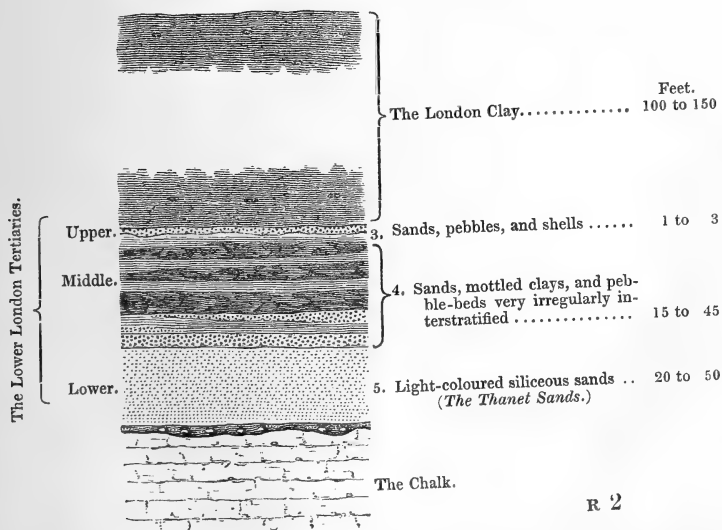 Feet.
The London Clay............. 100 to 150
The Lower London Tertiaries.
Upper. 3. Sands, pebbles, and shells ...... 1 to 3
Middle. 4. Sands, mottled clays, and peb-
ble-beds very irregularly in-
terstratified ............... 15 to 45
Lower. 5. Light-coloured siliceous sands .. 20 to 50
(The Thanet Sands.)
The Chalk.
R 2